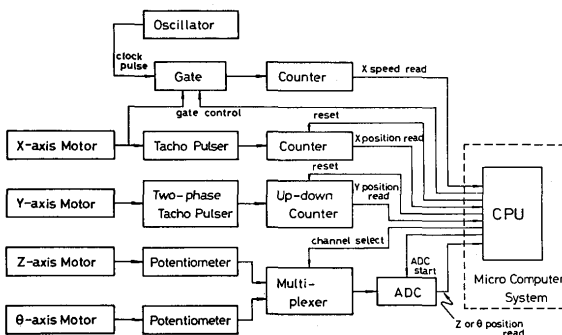 Oscillator
clock
pulse
Gate
Counter
X speed read
gate control
reset
X-axis Motor
Tacho Pulser
Counter
X position read
reset
Y-axis Motor
Two-phase
Tacho Pulser
Up-down
Counter
Y position
read
CPU
channel select
Z-axis Motor
Potentiometer
Multi-
plexer
ADC
start
ADC
Micro Computer
System
θ-axis Motor
Potentiometer
Z or θ position
read